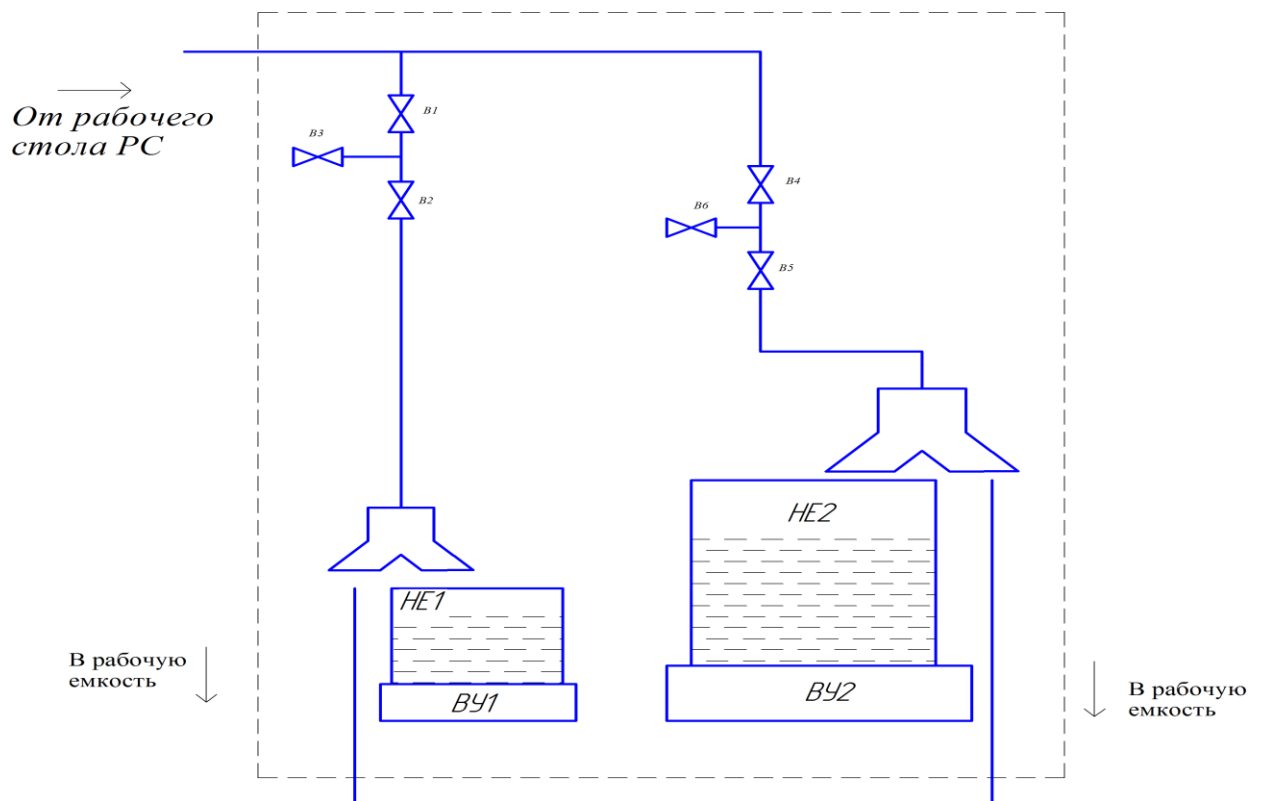 От рабочего
стола РС
В1
В3
В2
В4
В6
В5
НЕ2
НЕ1
В рабочую
емкость
ВУ1
ВУ2
В рабочую
емкость